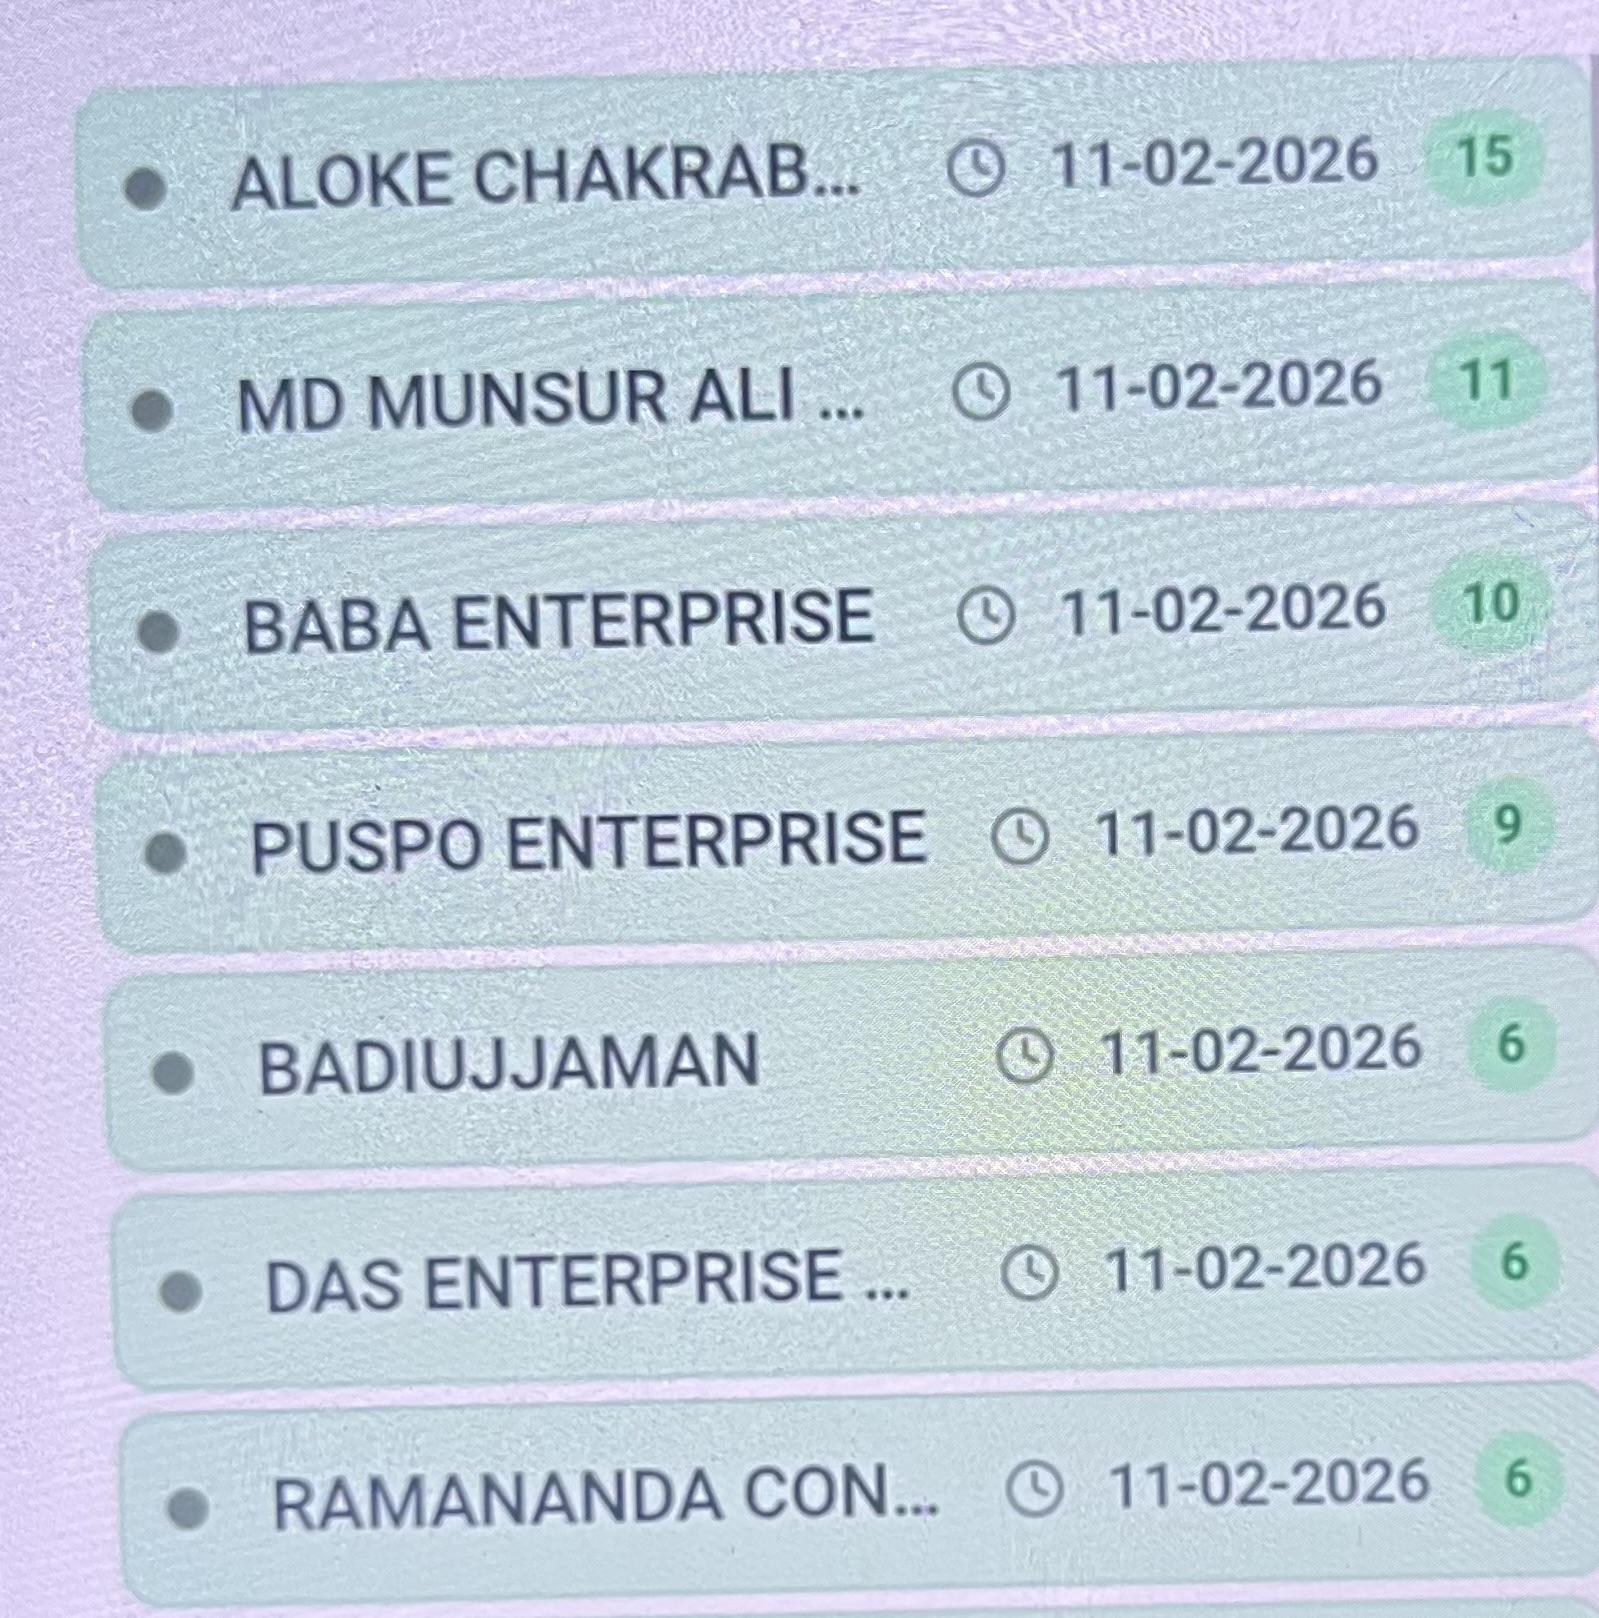 ALOKE CHAKRAB... 11-02-2026 15
MD MUNSUR ALI ... 11-02-2026 11
BABA ENTERPRISE 11-02-2026 10
PUSPO ENTERPRISE 11-02-2026 9
BADIUJJAMAN 11-02-2026 6
DAS ENTERPRISE ... 11-02-2026 6
RAMANANDA CON... 11-02-2026 6